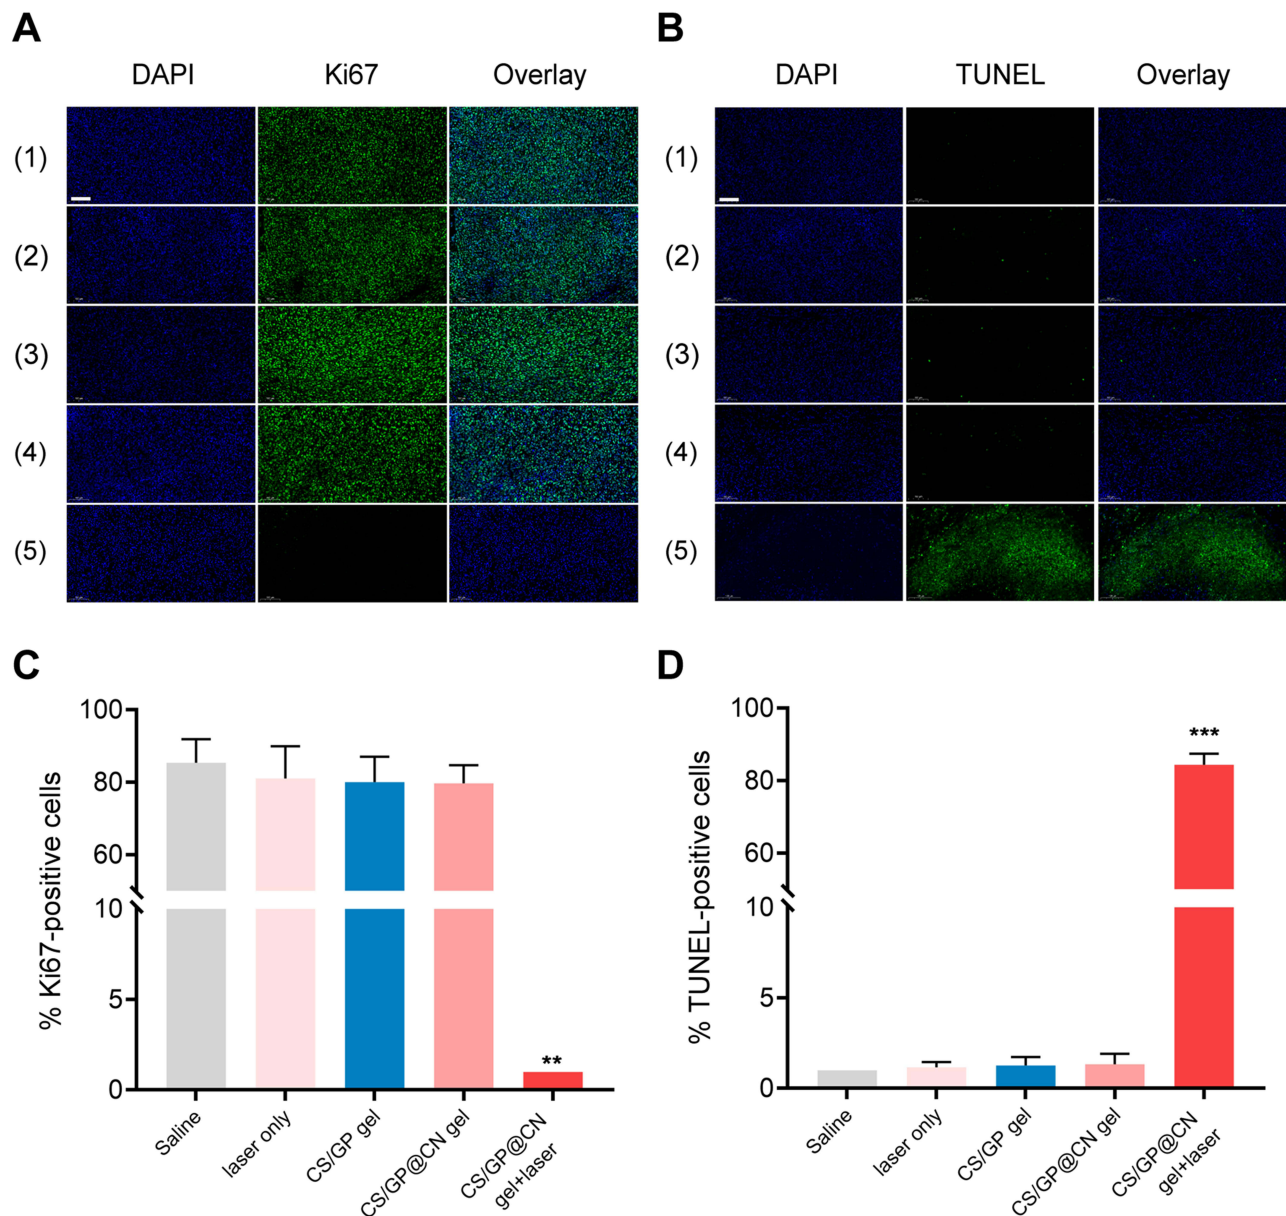 A
B
DAPI Ki67 Overlay
DAPI TUNEL Overlay
(1)
(2)
(3)
(4)
(5)
(1)
(2)
(3)
(4)
(5)
C
D
% Ki67-positive cells
100
80
60
10
5
0
**
Saline
laser only
CS/GP gel
CS/GP@CN gel
CS/GP@CN
gel+laser
% TUNEL-positive cells
100
80
60
10
5
0
***
Saline
laser only
CS/GP gel
CS/GP@CN gel
CS/GP@CN
gel+laser